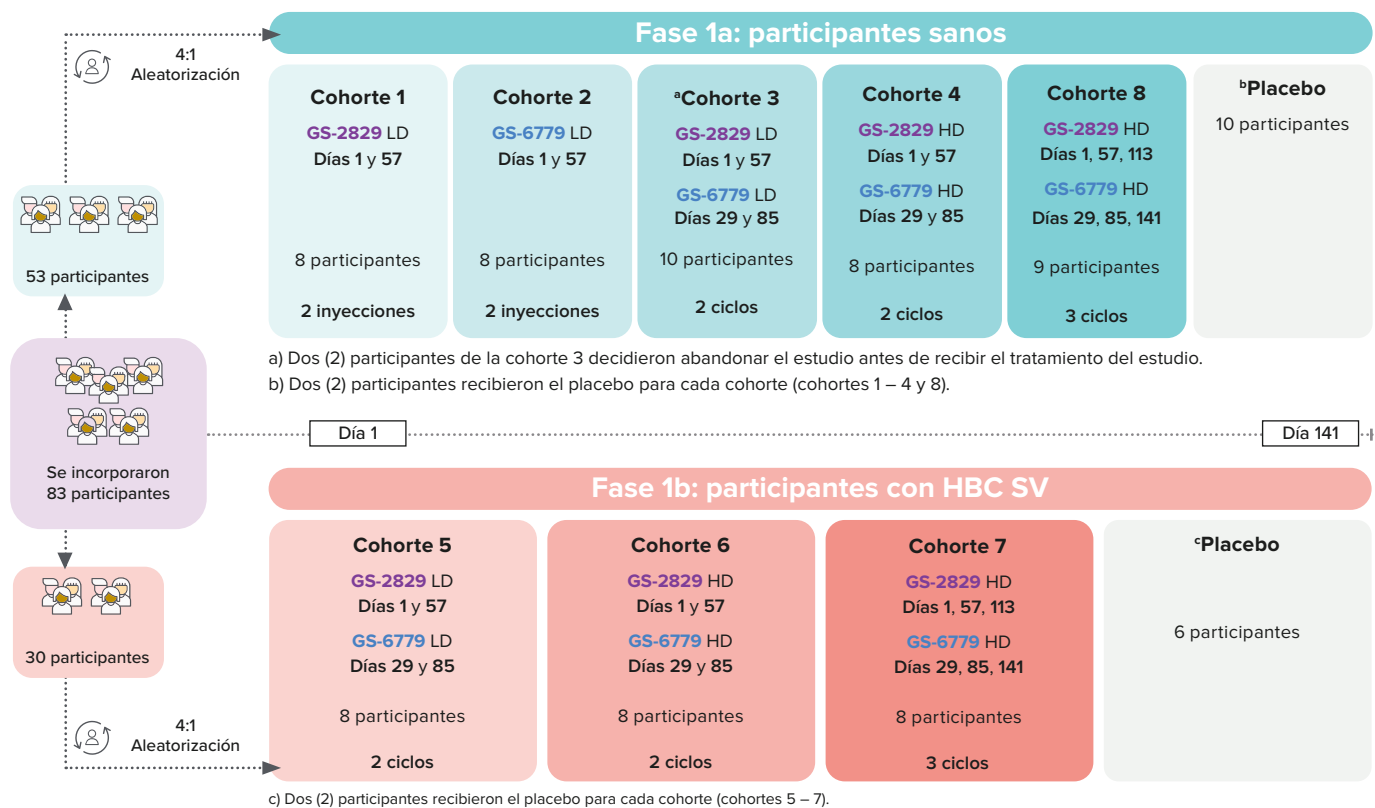 Fase 1a: participantes sanos
4:1
Aleatorización
Cohorte 1
GS-2829 LD
Días 1 y 57
8 participantes
2 inyecciones
Cohorte 2
GS-6779 LD
Días 1 y 57
8 participantes
2 inyecciones
ᵃCohorte 3
GS-2829 LD
Días 1 y 57
GS-6779 LD
Días 29 y 85
10 participantes
2 ciclos
Cohorte 4
GS-2829 HD
Días 1 y 57
GS-6779 HD
Días 29 y 85
8 participantes
2 ciclos
Cohorte 8
GS-2829 HD
Días 1, 57, 113
GS-6779 HD
Días 29, 85, 141
9 participantes
3 ciclos
ᵇPlacebo
10 participantes
53 participantes
a) Dos (2) participantes de la cohorte 3 decidieron abandonar el estudio antes de recibir el tratamiento del estudio.
b) Dos (2) participantes recibieron el placebo para cada cohorte (cohortes 1 – 4 y 8).
Se incorporaron
83 participantes
Día 1
Día 141
Fase 1b: participantes con HBC SV
30 participantes
4:1
Aleatorización
Cohorte 5
GS-2829 LD
Días 1 y 57
GS-6779 LD
Días 29 y 85
8 participantes
2 ciclos
Cohorte 6
GS-2829 HD
Días 1 y 57
GS-6779 HD
Días 29 y 85
8 participantes
2 ciclos
Cohorte 7
GS-2829 HD
Días 1, 57, 113
GS-6779 HD
Días 29, 85, 141
8 participantes
3 ciclos
ᶜPlacebo
6 participantes
c) Dos (2) participantes recibieron el placebo para cada cohorte (cohortes 5 – 7).